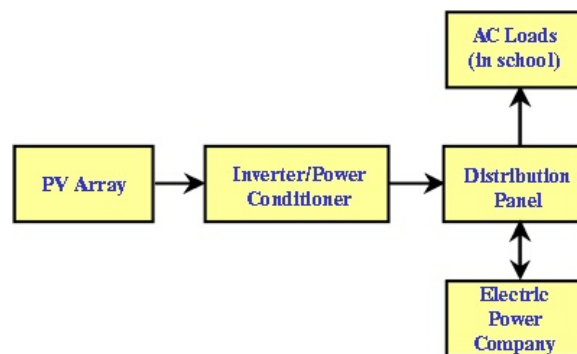 AC Loads
(in school)
PV Array
Inverter/Power
Conditioner
Distribution
Panel
Electric
Power
Company